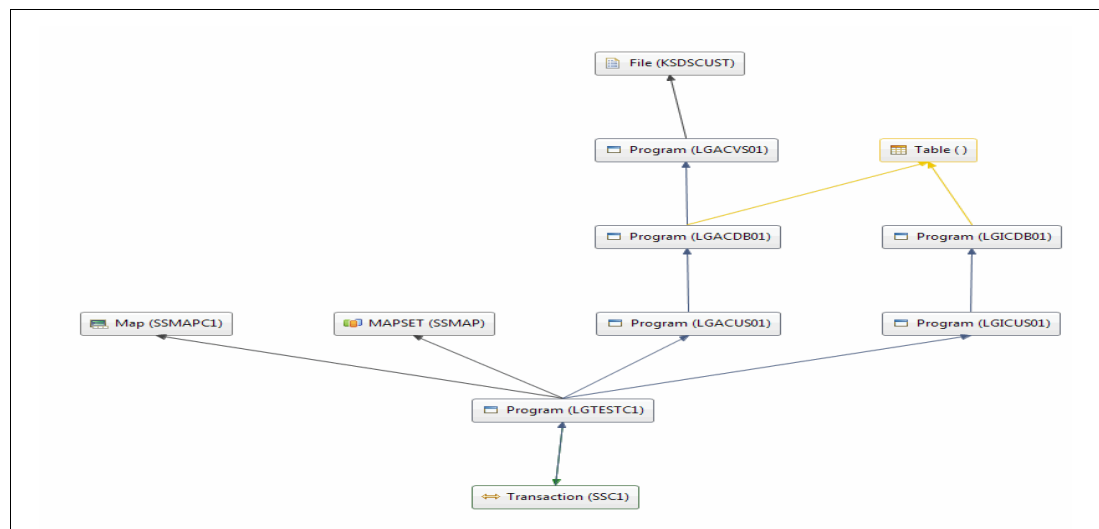 File (KSDSCUST)
Program (LGACVS01)
Table ( )
Program (LGACDB01)
Program (LGICDB01)
Map (SSMAPC1)
MAPSET (SSMAP)
Program (LGACUS01)
Program (LGICUS01)
Program (LGTESTC1)
Transaction (SSC1)